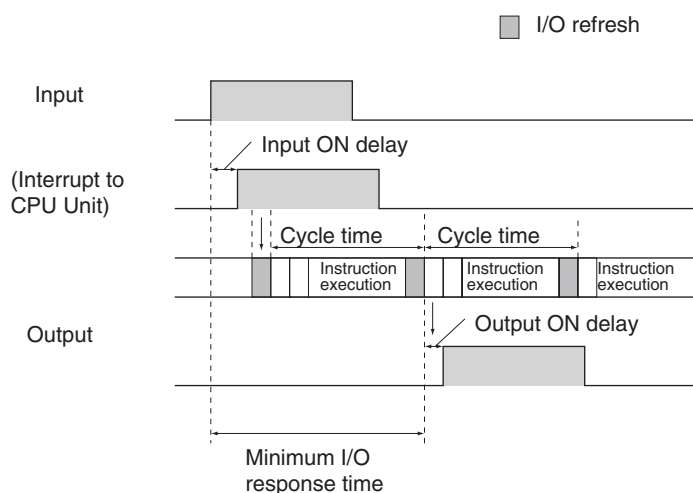 I/O refresh
Input
Input ON delay
(Interrupt to
CPU Unit)
Cycle time
Cycle time
Instruction
execution
Instruction
execution
Instruction
execution
Output
Output ON delay
Minimum I/O
response time